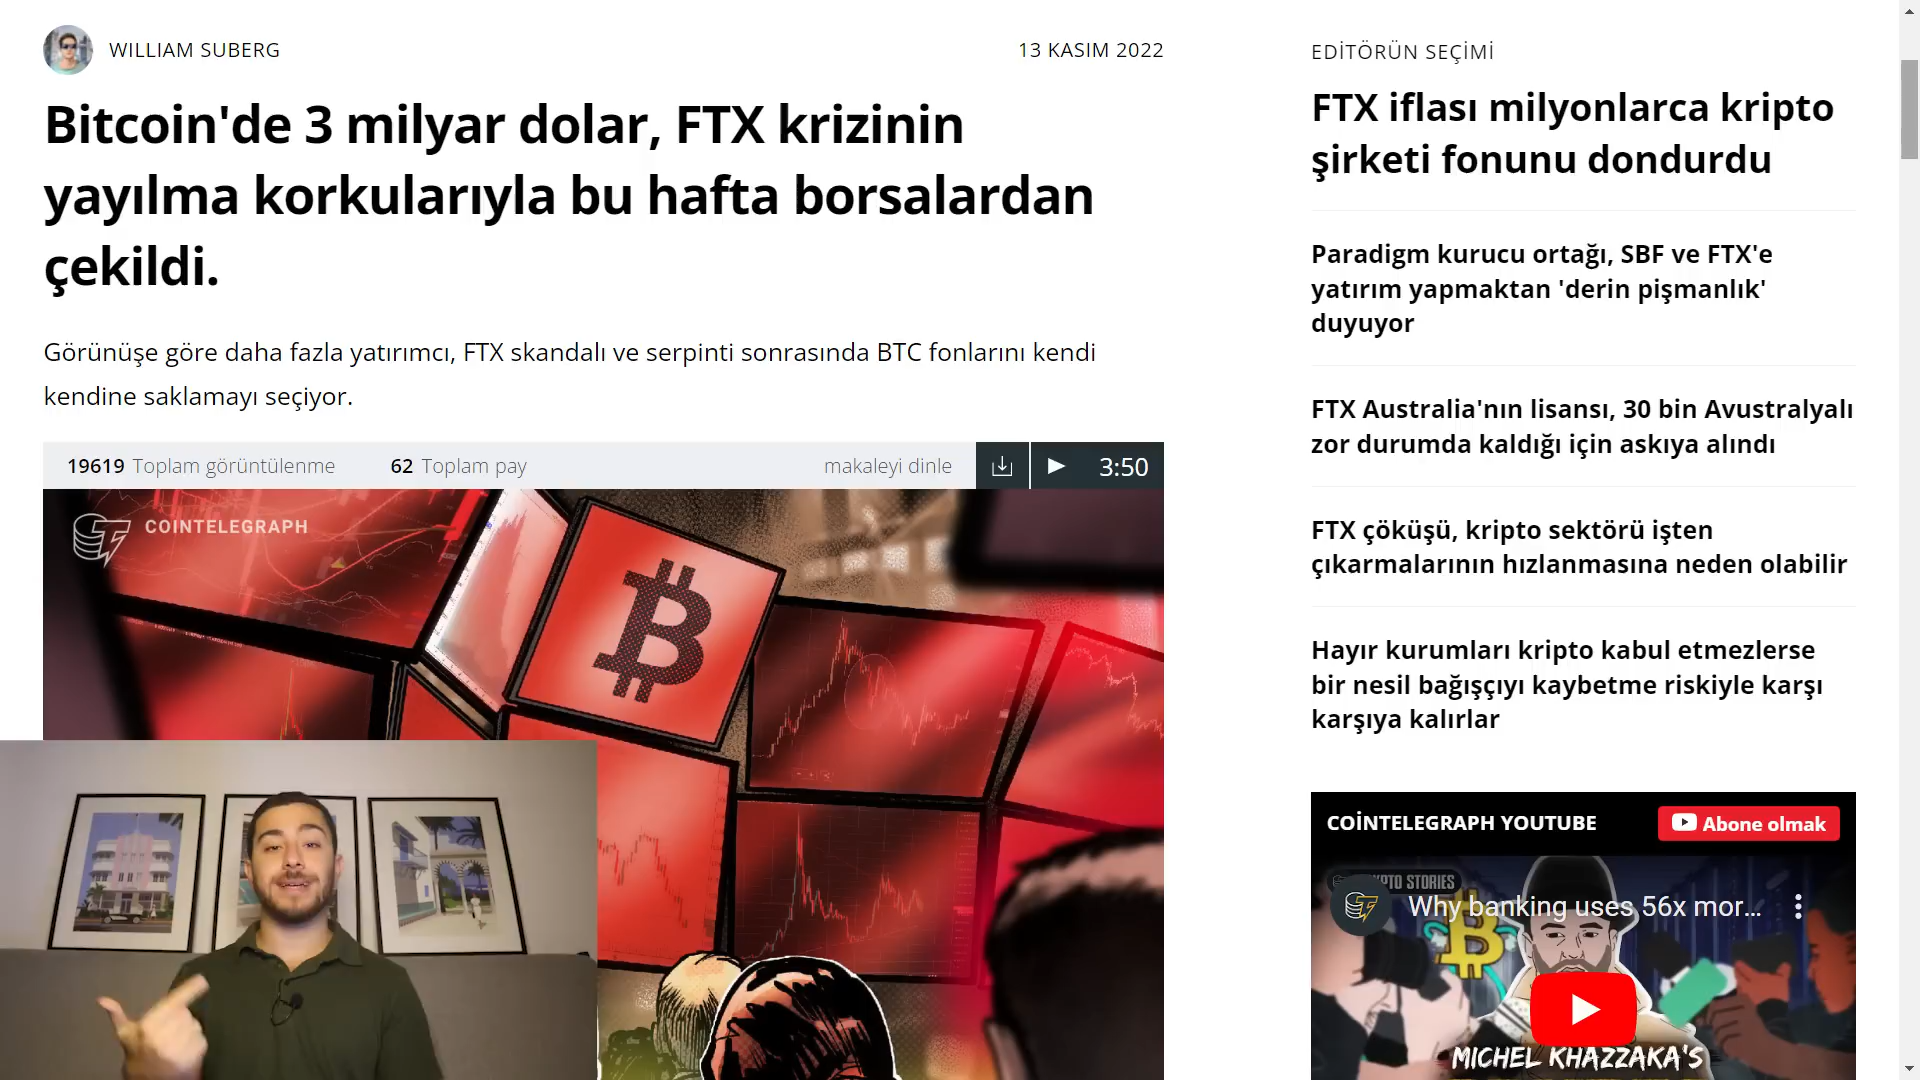 WILLIAM SUBERG
13 KASIM 2022
Bitcoin'de 3 milyar dolar, FTX krizinin
yayılma korkularıyla bu hafta borsalardan
çekildi.
Görünüşe göre daha fazla yatırımcı, FTX skandalı ve serpinti sonrasında BTC fonlarını kendi
kendine saklamayı seçiyor.
19619 Toplam görüntülenme 62 Toplam pay makaleyi dinle 3:50
COINTELEGRAPH
EDİTÖRÜN SEÇİMİ
FTX iflası milyonlarca kripto
şirketi fonunu dondurdu
Paradigm kurucu ortağı, SBF ve FTX'e
yatırım yapmaktan 'derin pişmanlık'
duyuyor
FTX Australia'nın lisansı, 30 bin Avustralyalı
zor durumda kaldığı için askıya alındı
FTX çöküşü, kripto sektörü işten
çıkarmalarının hızlanmasına neden olabilir
Hayır kurumları kripto kabul etmezlerse
bir nesil bağışçıyı kaybetme riskiyle karşı
karşıya kalırlar
COİNTELEGRAPH YOUTUBE
Abone olmak
STORIES
Why banking uses 56x mor...
MICHEL KHAZZAKA'S